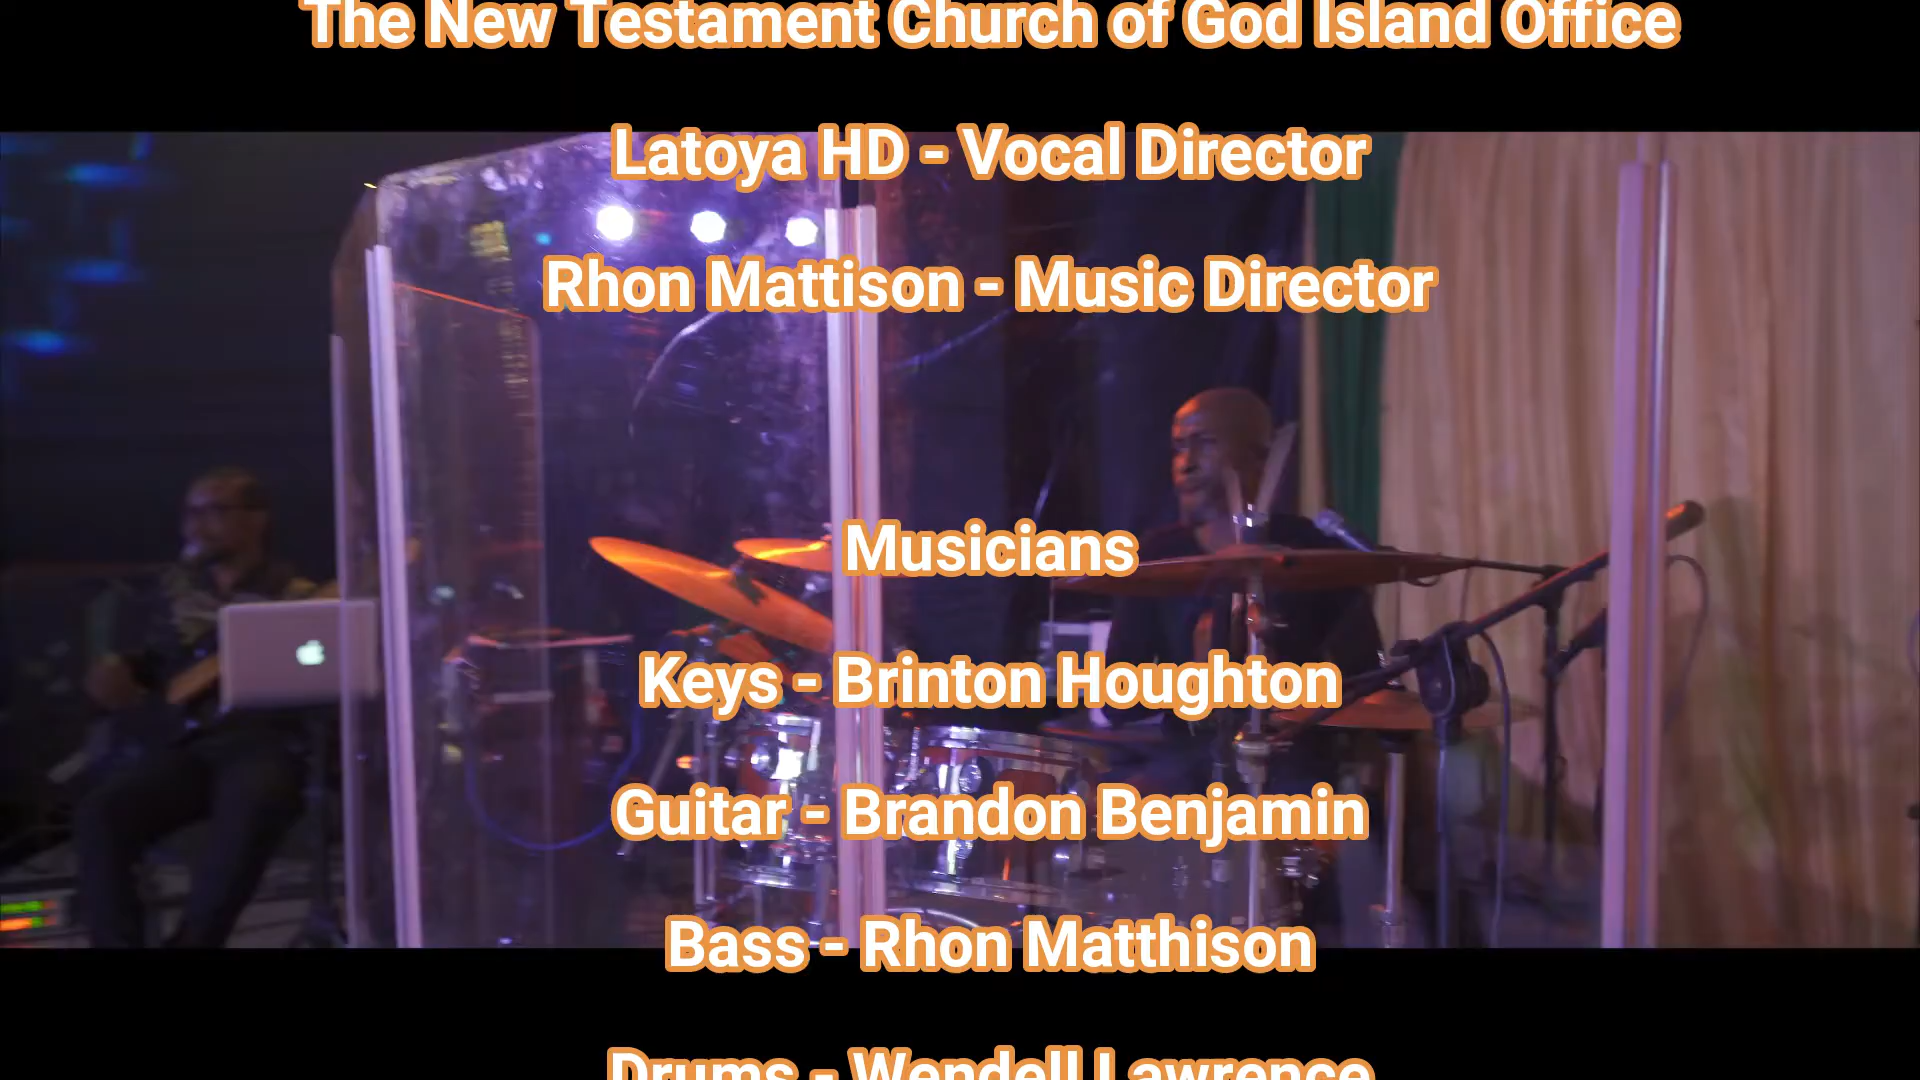 The New Testament Church of God Island Office
Latoya HD - Vocal Director
Rhon Mattison - Music Director
Musicians
Keys - Brinton Houghton
Guitar - Brandon Benjamin
Bass - Rhon Matthison
Drums - Wendell Lawrence